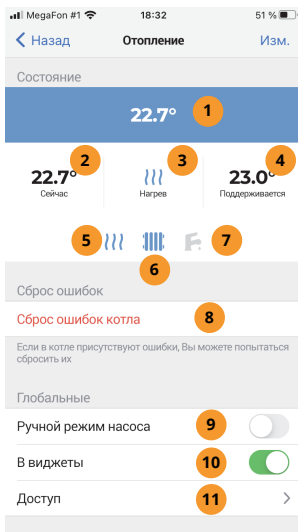 MegaFon #1 18:32 51 %
Назад Отопление Изм.
Состояние
22.7° 1
2 3 4
22.7° 23.0°
Сейчас Нагрев Поддерживается
5 7
6
Сброс ошибок
Сброс ошибок котла 8
Если в котле присутствуют ошибки, Вы можете попытаться
сбросить их
Глобальные
Ручной режим насоса 9
В виджеты 10
Доступ 11